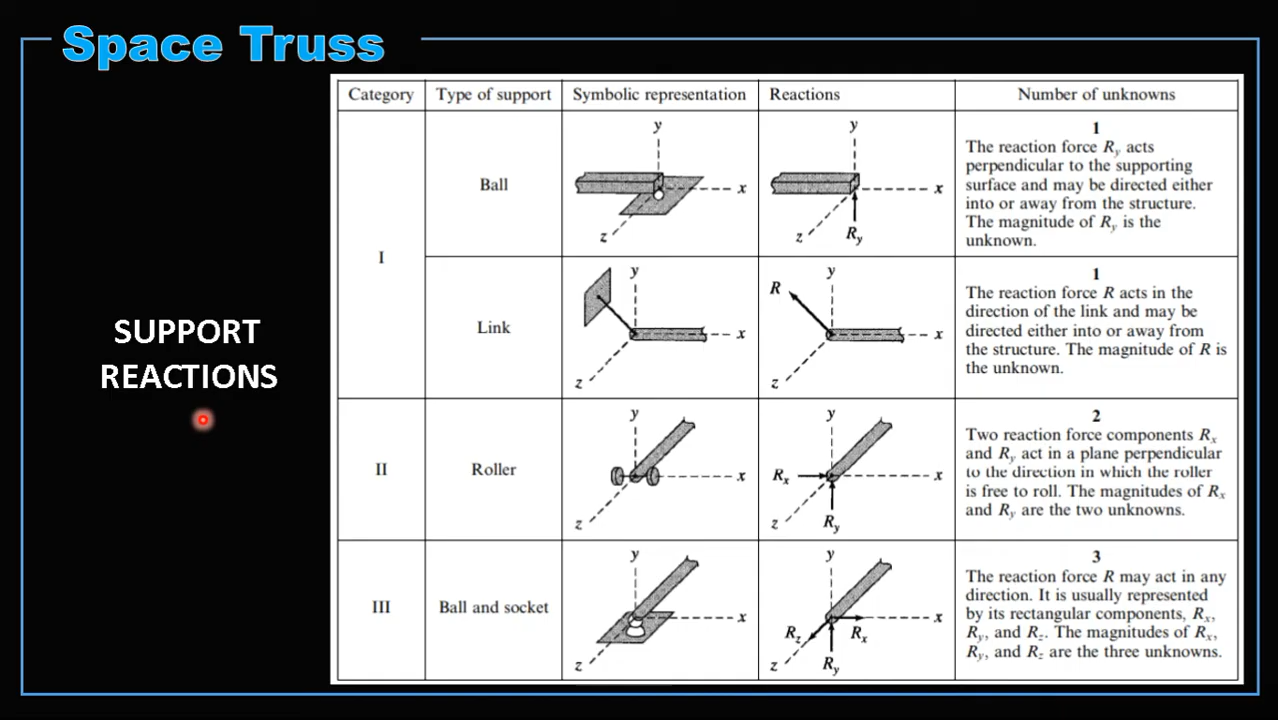 Space Truss
SUPPORT
REACTIONS
Category Type of support Symbolic representation Reactions Number of unknowns
I
Ball
y
x
z
y
x
z
R_y
1
The reaction force R_y acts
perpendicular to the supporting
surface and may be directed either
into or away from the structure.
The magnitude of R_y is the
unknown.
Link
y
x
z
R
y
x
z
1
The reaction force R acts in the
direction of the link and may be
directed either into or away from
the structure. The magnitude of R is
the unknown.
II
Roller
y
x
z
y
R_x
x
z
R_y
2
Two reaction force components R_x
and R_y act in a plane perpendicular
to the direction in which the roller
is free to roll. The magnitudes of R_x
and R_y are the two unknowns.
III
Ball and socket
y
x
z
y
x
R_z
R_x
z
R_y
3
The reaction force R may act in any
direction. It is usually represented
by its rectangular components, R_x,
R_y, and R_z. The magnitudes of R_x,
R_y, and R_z are the three unknowns.